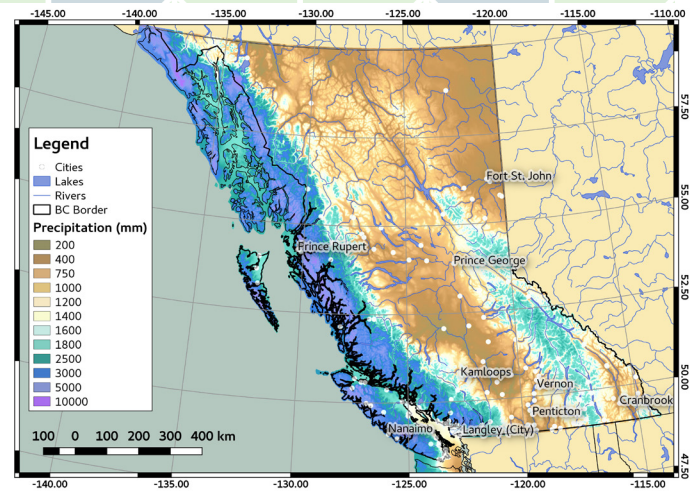 -145.00 -140.00 -135.00 -130.00 -125.00 -120.00 -115.00 -110.00
57.50
55.00
52.50
50.00
47.50
Legend
Cities
Lakes
Rivers
BC Border
Precipitation (mm)
200
400
750
1000
1200
1400
1600
1800
2500
3000
5000
10000
Fort St. John
Prince Rupert
Prince George
Kamloops
Vernon
Cranbrook
Penticton
Nanaimo
Langley (City)
100 0 100 200 300 400 km
-140.00 -135.00 -130.00 -125.00 -120.00 -115.00